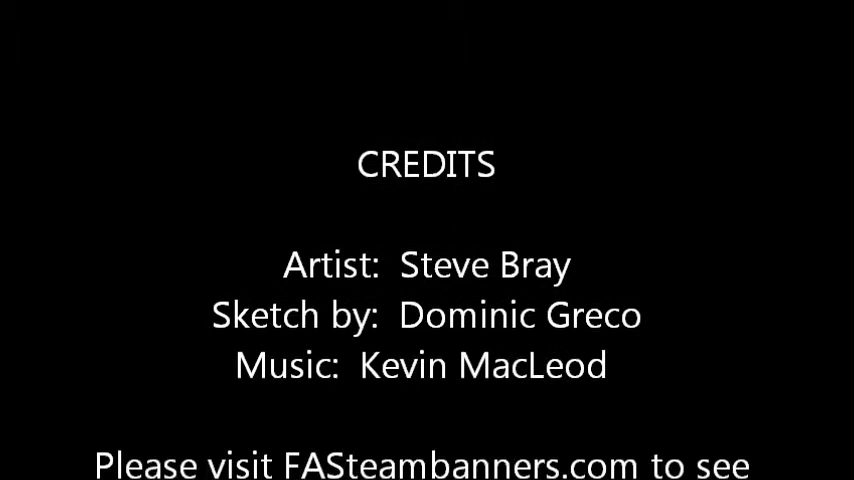 CREDITS
Artist:  Steve Bray
Sketch by:  Dominic Greco
Music:  Kevin MacLeod
Please visit FASteambanners.com to see